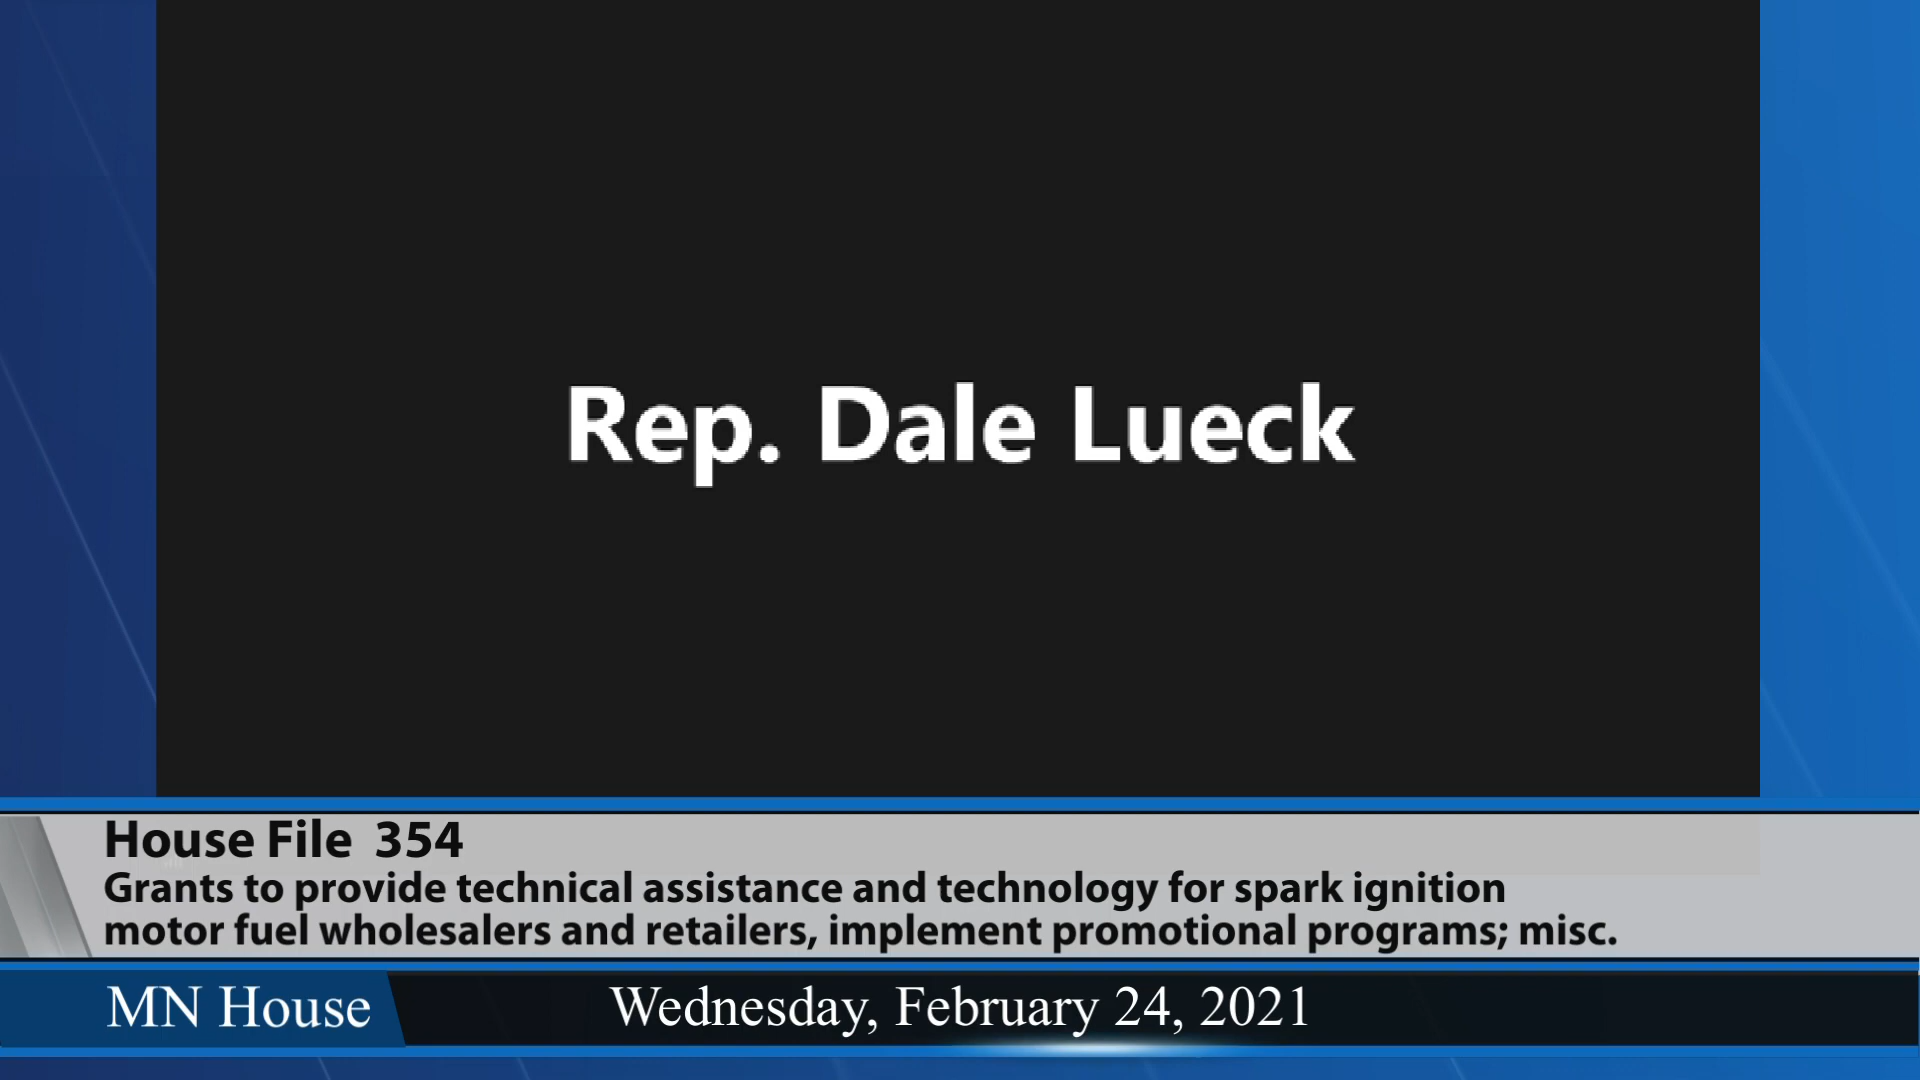 Rep. Dale Lueck
House File 354
Grants to provide technical assistance and technology for spark ignition
motor fuel wholesalers and retailers, implement promotional programs; misc.
MN House
Wednesday, February 24, 2021